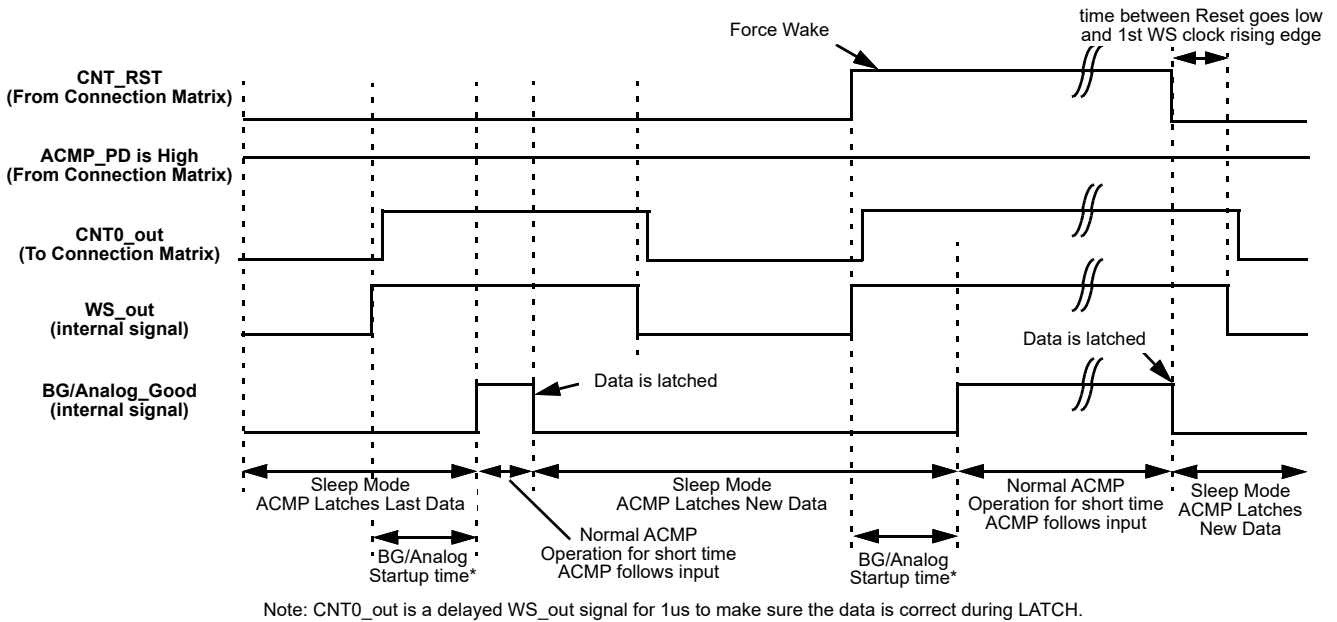 time between Reset goes low
and 1st WS clock rising edge
Force Wake
CNT_RST
(From Connection Matrix)
ACMP_PD is High
(From Connection Matrix)
CNT0_out
(To Connection Matrix)
WS_out
(internal signal)
Data is latched
BG/Analog_Good
(internal signal)
Data is latched
Sleep Mode
ACMP Latches Last Data
Sleep Mode
ACMP Latches New Data
Normal ACMP
Operation for short time
ACMP follows input
Sleep Mode
ACMP Latches
New Data
BG/Analog
Startup time*
Normal ACMP
Operation for short time
ACMP follows input
BG/Analog
Startup time*
Note: CNT0_out is a delayed WS_out signal for 1us to make sure the data is correct during LATCH.